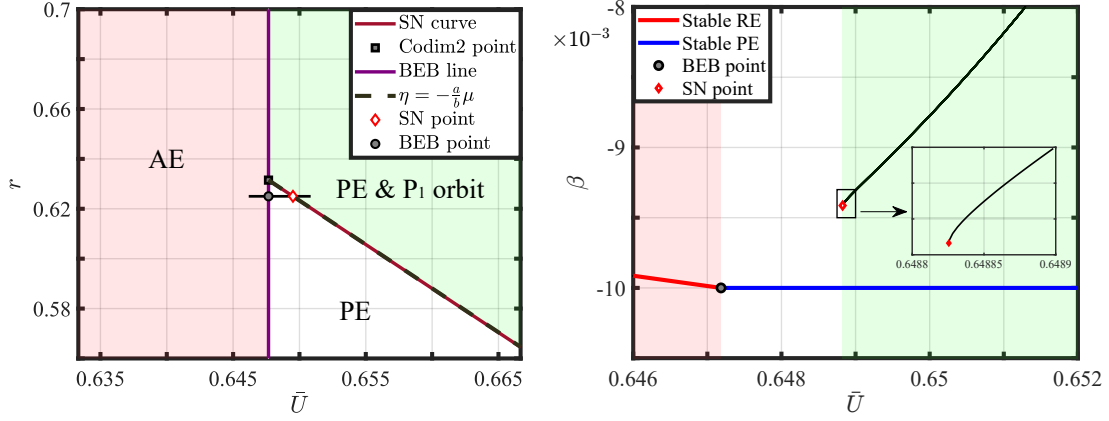 0.7
0.66
0.62
0.58
r
0.635
0.645
0.655
0.665
Ū
AE
PE & P₁ orbit
PE
SN curve
Codim2 point
BEB line
η = −a/b μ
SN point
BEB point
-8
×10⁻³
-9
-10
β
0.646
0.648
0.65
0.652
Ū
Stable RE
Stable PE
BEB point
SN point
0.6488
0.64885
0.6489